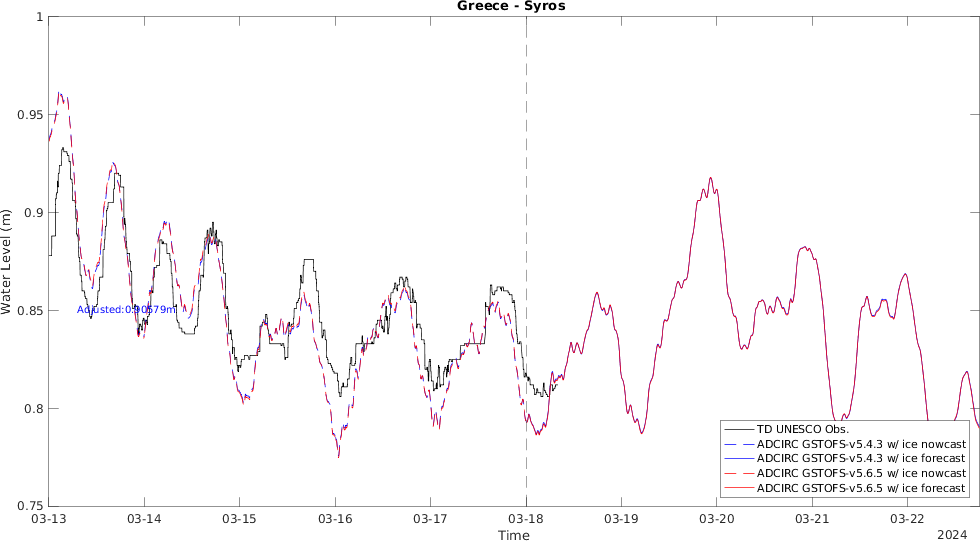 Greece - Syros
1
0.95
0.9
0.85
0.8
0.75
Water Level (m)
Adjusted:0.90679m
TD UNESCO Obs.
ADCIRC GSTOFS-v5.4.3 w/ ice nowcast
ADCIRC GSTOFS-v5.4.3 w/ ice forecast
ADCIRC GSTOFS-v5.6.5 w/ ice nowcast
ADCIRC GSTOFS-v5.6.5 w/ ice forecast
03-13 03-14 03-15 03-16 03-17 03-18 03-19 03-20 03-21 03-22
Time
2024